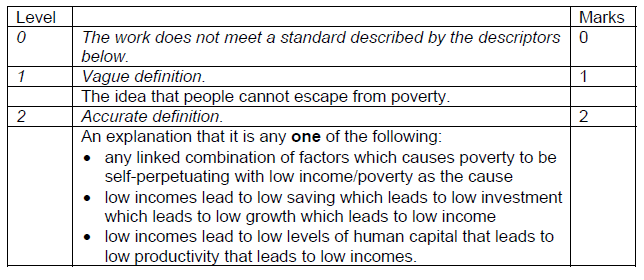 Level Marks
0 The work does not meet a standard described by the descriptors 0
below.
1 Vague definition. 1
The idea that people cannot escape from poverty.
2 Accurate definition. 2
An explanation that it is any one of the following:
• any linked combination of factors which causes poverty to be
self-perpetuating with low income/poverty as the cause
• low incomes lead to low saving which leads to low investment
which leads to low growth which leads to low income
• low incomes lead to low levels of human capital that leads to
low productivity that leads to low incomes.